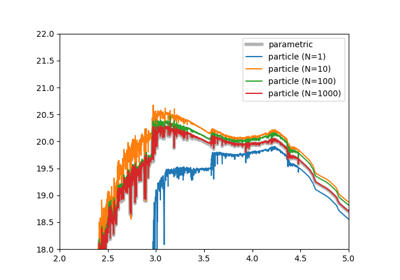 22.0
21.5
21.0
20.5
20.0
19.5
19.0
18.5
18.0
2.0 2.5 3.0 3.5 4.0 4.5 5.0
parametric
particle (N=1)
particle (N=10)
particle (N=100)
particle (N=1000)